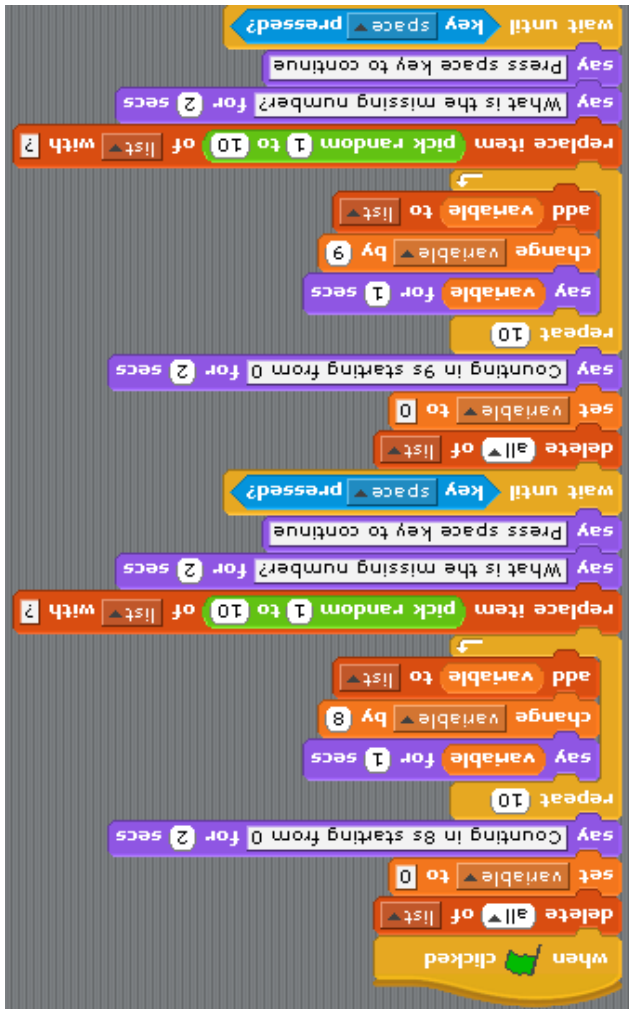 when clicked
delete all of list
set variable to 0
say Counting in 8s starting from 0 for 2 secs
repeat 10
say variable for 1 secs
change variable by 8
add variable to list
replace item pick random 1 to 10 of list with ?
say What is the missing number? for 2 secs
say Press space key to continue
wait until key space pressed?
delete all of list
set variable to 0
say Counting in 9s starting from 0 for 2 secs
repeat 10
say variable for 1 secs
change variable by 9
add variable to list
replace item pick random 1 to 10 of list with ?
say What is the missing number? for 2 secs
say Press space key to continue
wait until key space pressed?